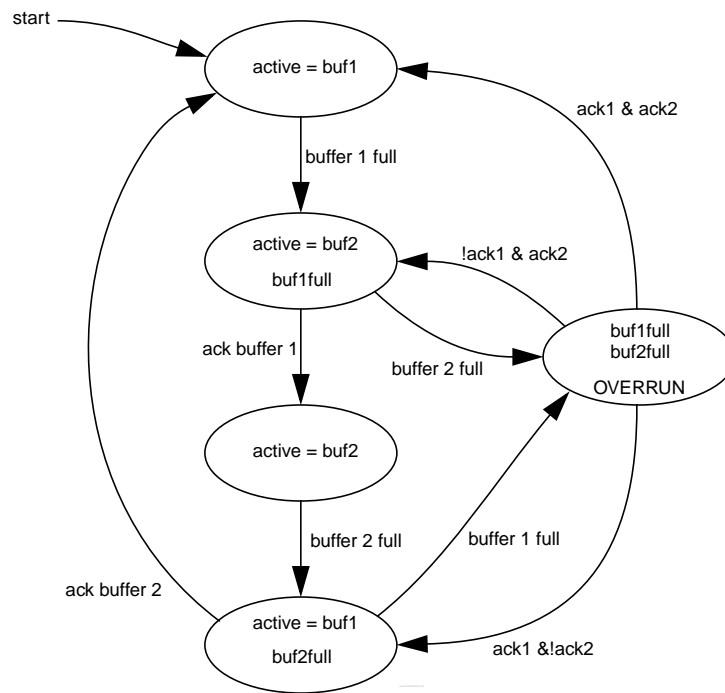 start
active = buf1
ack1 & ack2
buffer 1 full
active = buf2
buf1full
!ack1 & ack2
buf1full
buf2full
OVERRUN
ack buffer 1
buffer 2 full
active = buf2
buffer 2 full
buffer 1 full
ack buffer 2
active = buf1
buf2full
ack1 &!ack2